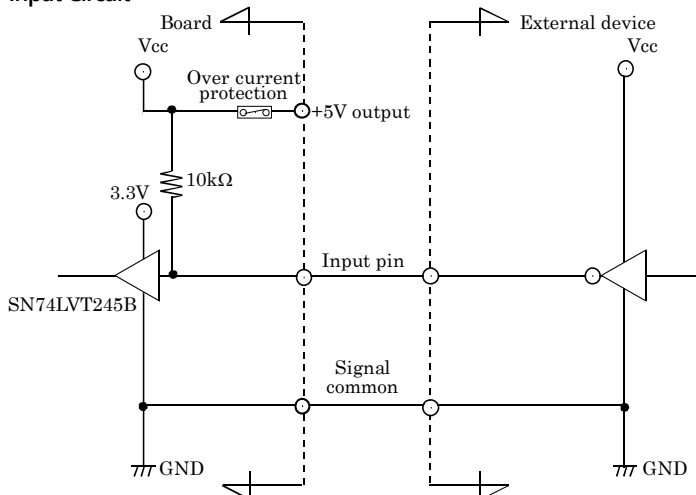 Input Circuit
Board
External device
Vcc
Vcc
Over current
protection
+5V output
10kΩ
3.3V
Input pin
SN74LVT245B
Signal
common
GND
GND